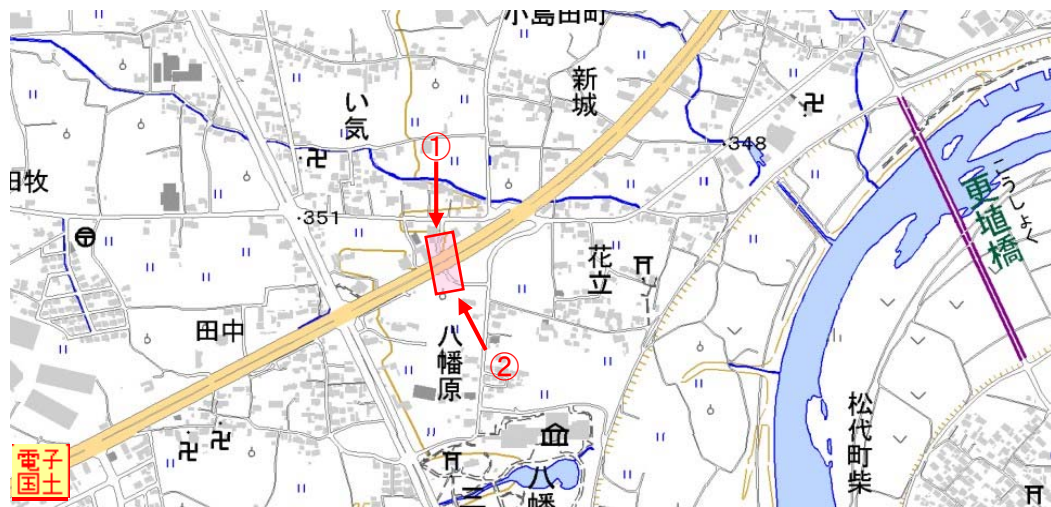 小島田町
新城
い気
①
348
田牧
351
更埴橋
こうしょく
花立
田中
八幡原
②
松代町柴
電子
国土
八幡